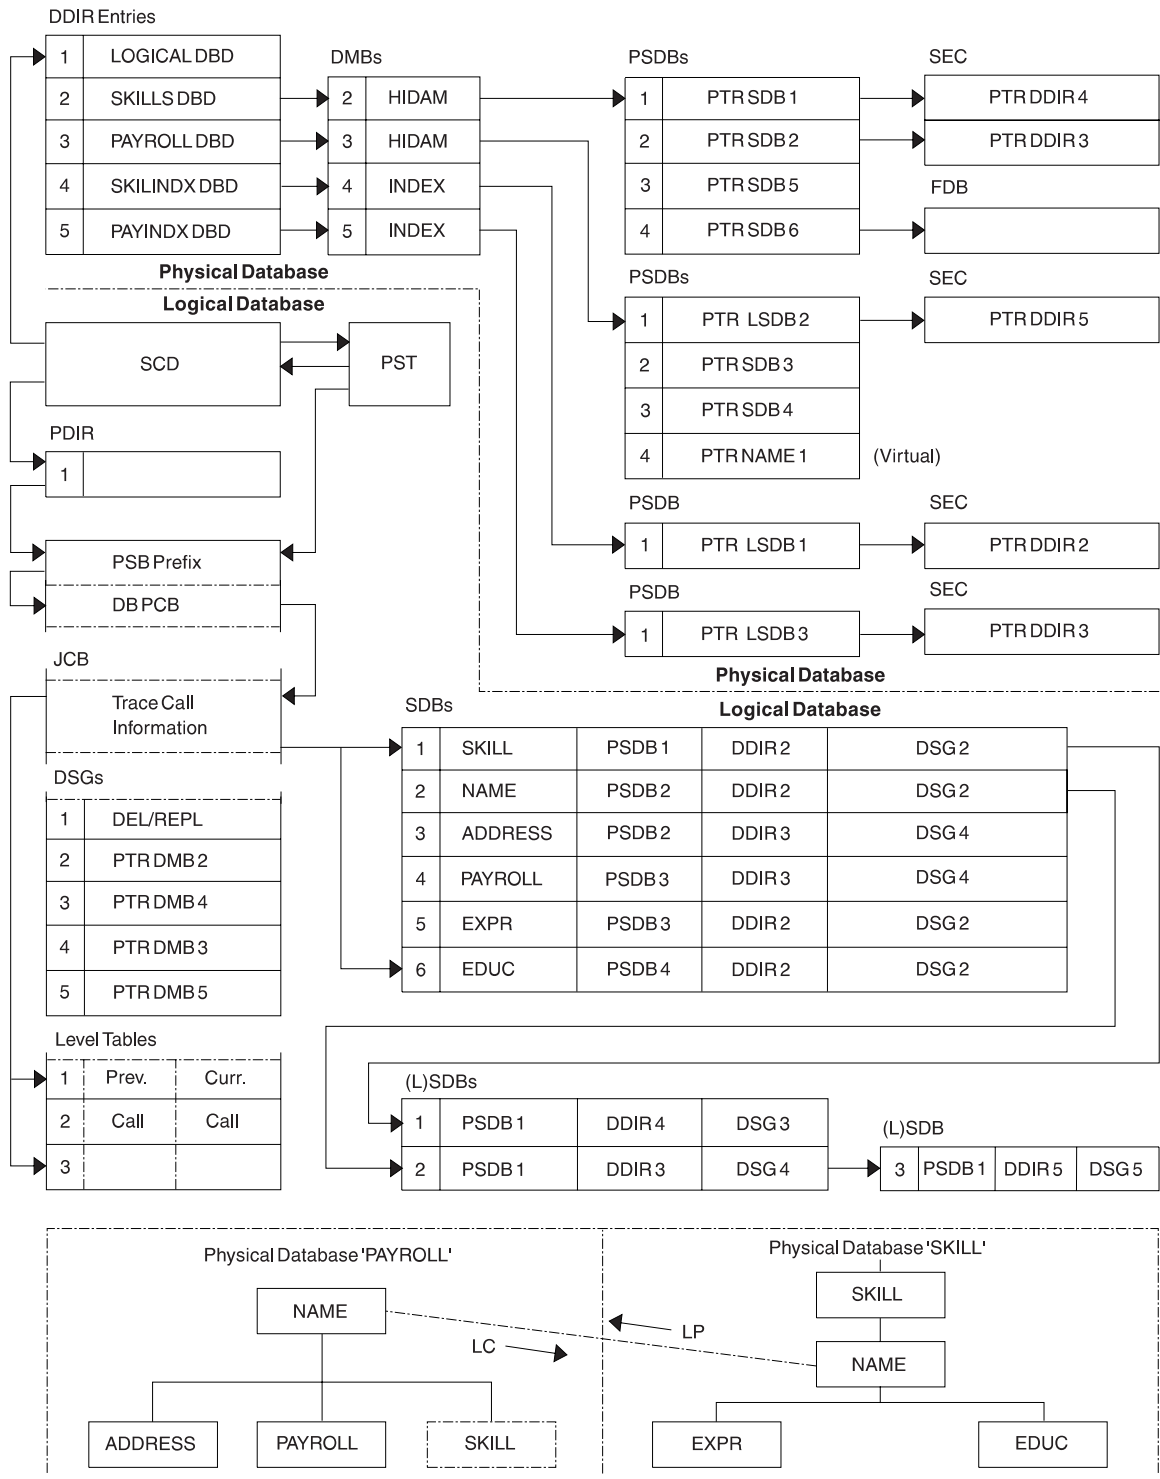 DDIR Entries
1 LOGICAL DBD
2 SKILLS DBD
3 PAYROLL DBD
4 SKILINDX DBD
5 PAYINDX DBD
DMBs
2 HIDAM
3 HIDAM
4 INDEX
5 INDEX
PSDBs
1 PTR SDB 1
2 PTR SDB 2
3 PTR SDB 5
4 PTR SDB 6
SEC
PTR DDIR 4
PTR DDIR 3
FDB
Physical Database
Logical Database
PSDBs
1 PTR LSDB 2
2 PTR SDB 3
3 PTR SDB 4
4 PTR NAME 1
(Virtual)
SEC
PTR DDIR 5
SCD
PST
PDIR
1
PSDB
1 PTR LSDB 1
SEC
PTR DDIR 2
PSB Prefix
DB PCB
PSDB
1 PTR LSDB 3
SEC
PTR DDIR 3
Physical Database
Logical Database
JCB
Trace Call
Information
SDBs
1 SKILL PSDB 1 DDIR 2 DSG 2
2 NAME PSDB 2 DDIR 2 DSG 2
3 ADDRESS PSDB 2 DDIR 3 DSG 4
4 PAYROLL PSDB 3 DDIR 3 DSG 4
5 EXPR PSDB 3 DDIR 2 DSG 2
6 EDUC PSDB 4 DDIR 2 DSG 2
DSGs
1 DEL/REPL
2 PTR DMB 2
3 PTR DMB 4
4 PTR DMB 3
5 PTR DMB 5
Level Tables
1 Prev. Curr.
2 Call Call
3
(L)SDBs
1 PSDB 1 DDIR 4 DSG 3
2 PSDB 1 DDIR 3 DSG 4
(L)SDB
3 PSDB 1 DDIR 5 DSG 5
Physical Database 'PAYROLL'
NAME
LC
ADDRESS
PAYROLL
SKILL
Physical Database 'SKILL'
SKILL
LP
NAME
EXPR
EDUC